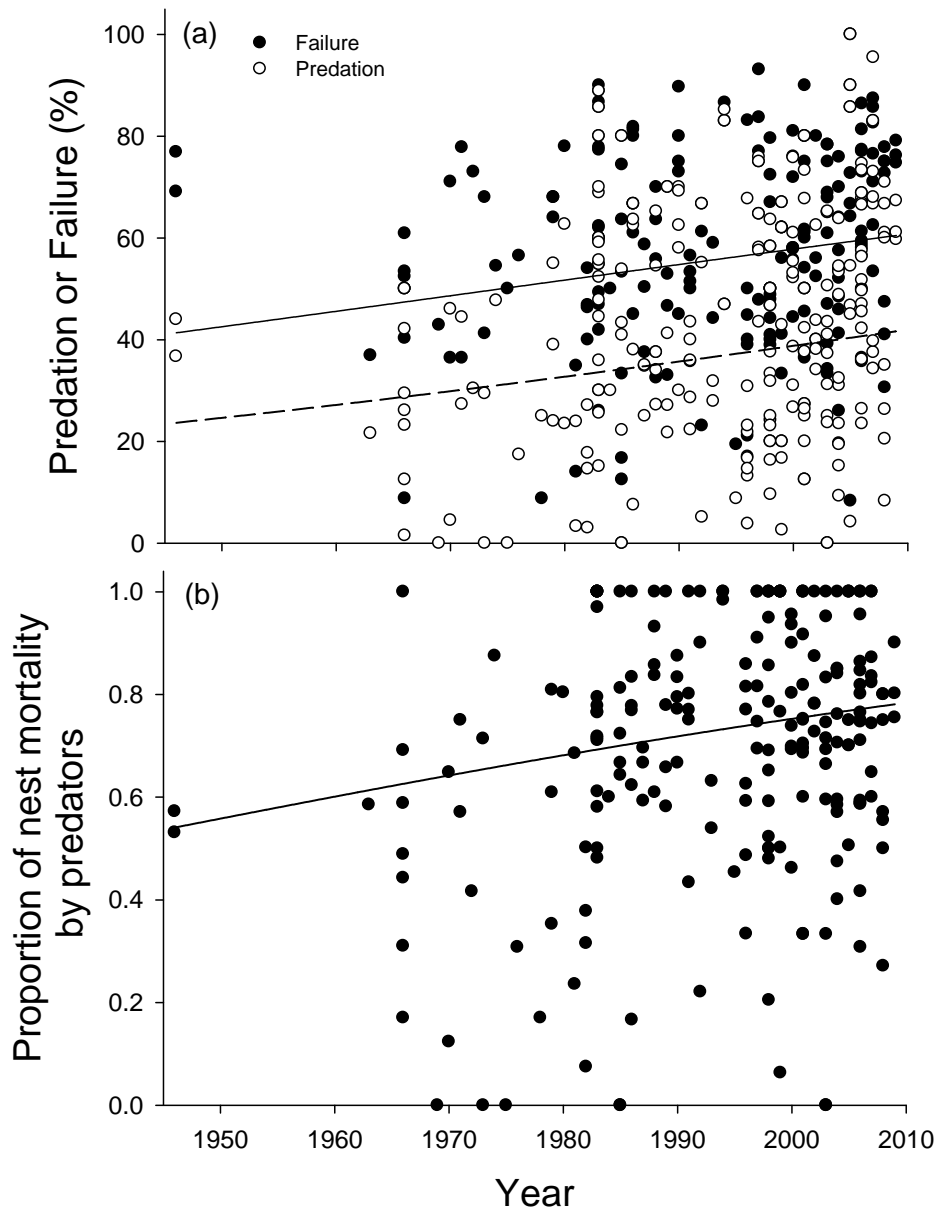 (a)
Failure
Predation
Predation or Failure (%)
100
80
60
40
20
0
(b)
Proportion of nest mortality
by predators
1.0
0.8
0.6
0.4
0.2
0.0
1950 1960 1970 1980 1990 2000 2010
Year